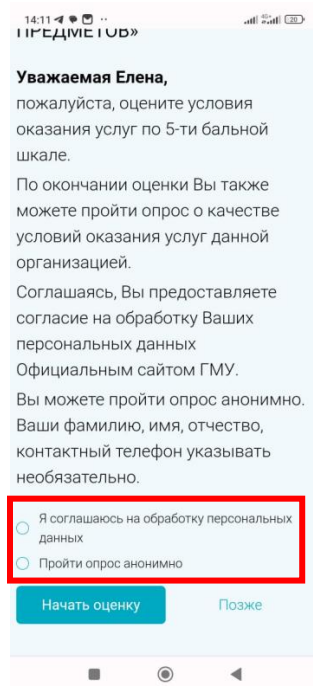 14:11
4G+
20
ПРЕДМЕТОВ»
Уважаемая Елена,
пожалуйста, оцените условия
оказания услуг по 5-ти бальной
шкале.
По окончании оценки Вы также
можете пройти опрос о качестве
условий оказания услуг данной
организацией.
Соглашаясь, Вы предоставляете
согласие на обработку Ваших
персональных данных
Официальным сайтом ГМУ.
Вы можете пройти опрос анонимно.
Ваши фамилию, имя, отчество,
контактный телефон указывать
необязательно.
Я соглашаюсь на обработку персональных
данных
Пройти опрос анонимно
Начать оценку
Позже